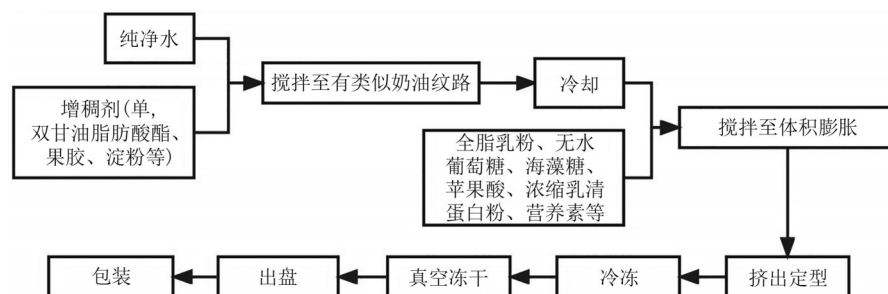 纯净水
增稠剂(单,
双甘油脂肪酸酯、
果胶、淀粉等)
搅拌至有类似奶油纹路
冷却
全脂乳粉、无水
葡萄糖、海藻糖、
苹果酸、浓缩乳清
蛋白粉、营养素等
搅拌至体积膨胀
挤出定型
冷冻
真空冻干
出盘
包装